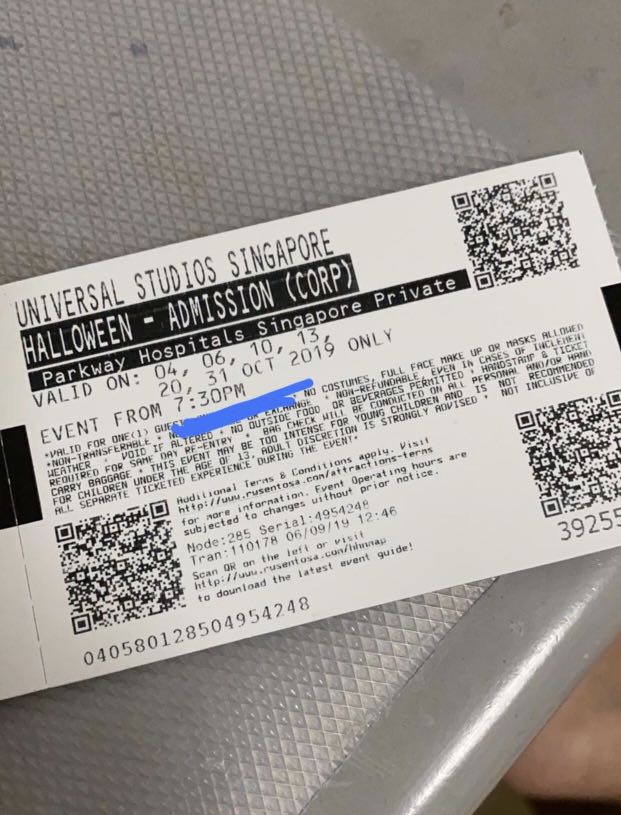 UNIVERSAL STUDIOS SINGAPORE
HALLOWEEN - ADMISSION (CORP)
Parkway Hospitals Singapore Private
VALID ON: 04, 06, 10, 13,
20, 31 OCT 2019 ONLY
EVENT FROM 7:30PM
*VALID FOR ONE(1) GUEST NO COSTUMES, FULL FACE MAKE UP OR MASKS ALLOWED
*NON-TRANSFERABLE * OR EXCHANGE * NON-REFUNDABLE, EVEN IN CASES OF INCLEMENT
WEATHER * VOID IF ALTERED * NO OUTSIDE FOOD OR BEVERAGES PERMITTED * HANDSTAMP & TICKET
REQUIRED FOR SAME DAY RE-ENTRY * BAG CHECK WILL BE CONDUCTED ON ALL PERSONAL AND/OR HAND
CARRY BAGGAGE * THIS EVENT MAY BE TOO INTENSE FOR YOUNG CHILDREN AND NOT RECOMMENDED
FOR CHILDREN UNDER THE AGE OF 13, ADULT DISCRETION IS STRONGLY ADVISED * NOT INCLUSIVE OF
ALL SEPARATE TICKETED EXPERIENCE DURING THE EVENT*
Additional Terms & Conditions apply. Visit
http://www.rwsentosa.com/attractions-terms
for more information. Event Operating hours are
subjected to changes without prior notice.
Node:285 Serial:4954248
Tran:110178 06/09/19 12:46
Scan QR on the left or visit
http://www.rwsentosa.com/hhnmap
to download the latest event guide!
040580128504954248
39255